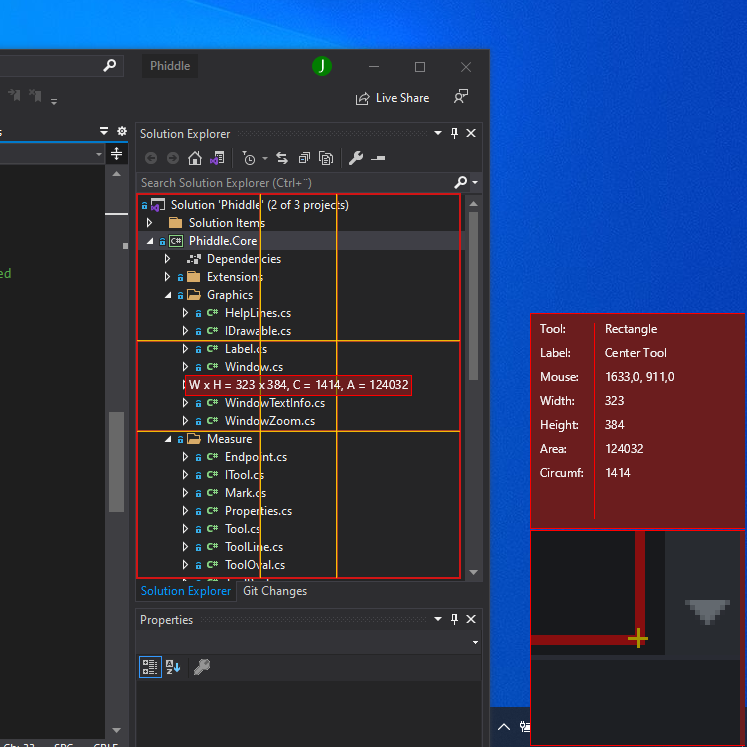 Phiddle
J
Live Share
s
Solution Explorer
Search Solution Explorer (Ctrl+¨)
Solution 'Phiddle' (2 of 3 projects)
Solution Items
C# Phiddle.Core
Dependencies
Extensions
Graphics
C# HelpLines.cs
C# IDrawable.cs
C# Label.cs
C# Window.cs
W x H = 323 x 384, C = 1414, A = 124032
C# WindowTextInfo.cs
C# WindowZoom.cs
Measure
C# Endpoint.cs
C# ITool.cs
C# Mark.cs
C# Properties.cs
C# Tool.cs
C# ToolLine.cs
C# ToolOval.cs
Solution Explorer
Git Changes
Properties
ed
Tool: Rectangle
Label: Center Tool
Mouse: 1633,0, 911,0
Width: 323
Height: 384
Area: 124032
Circumf: 1414